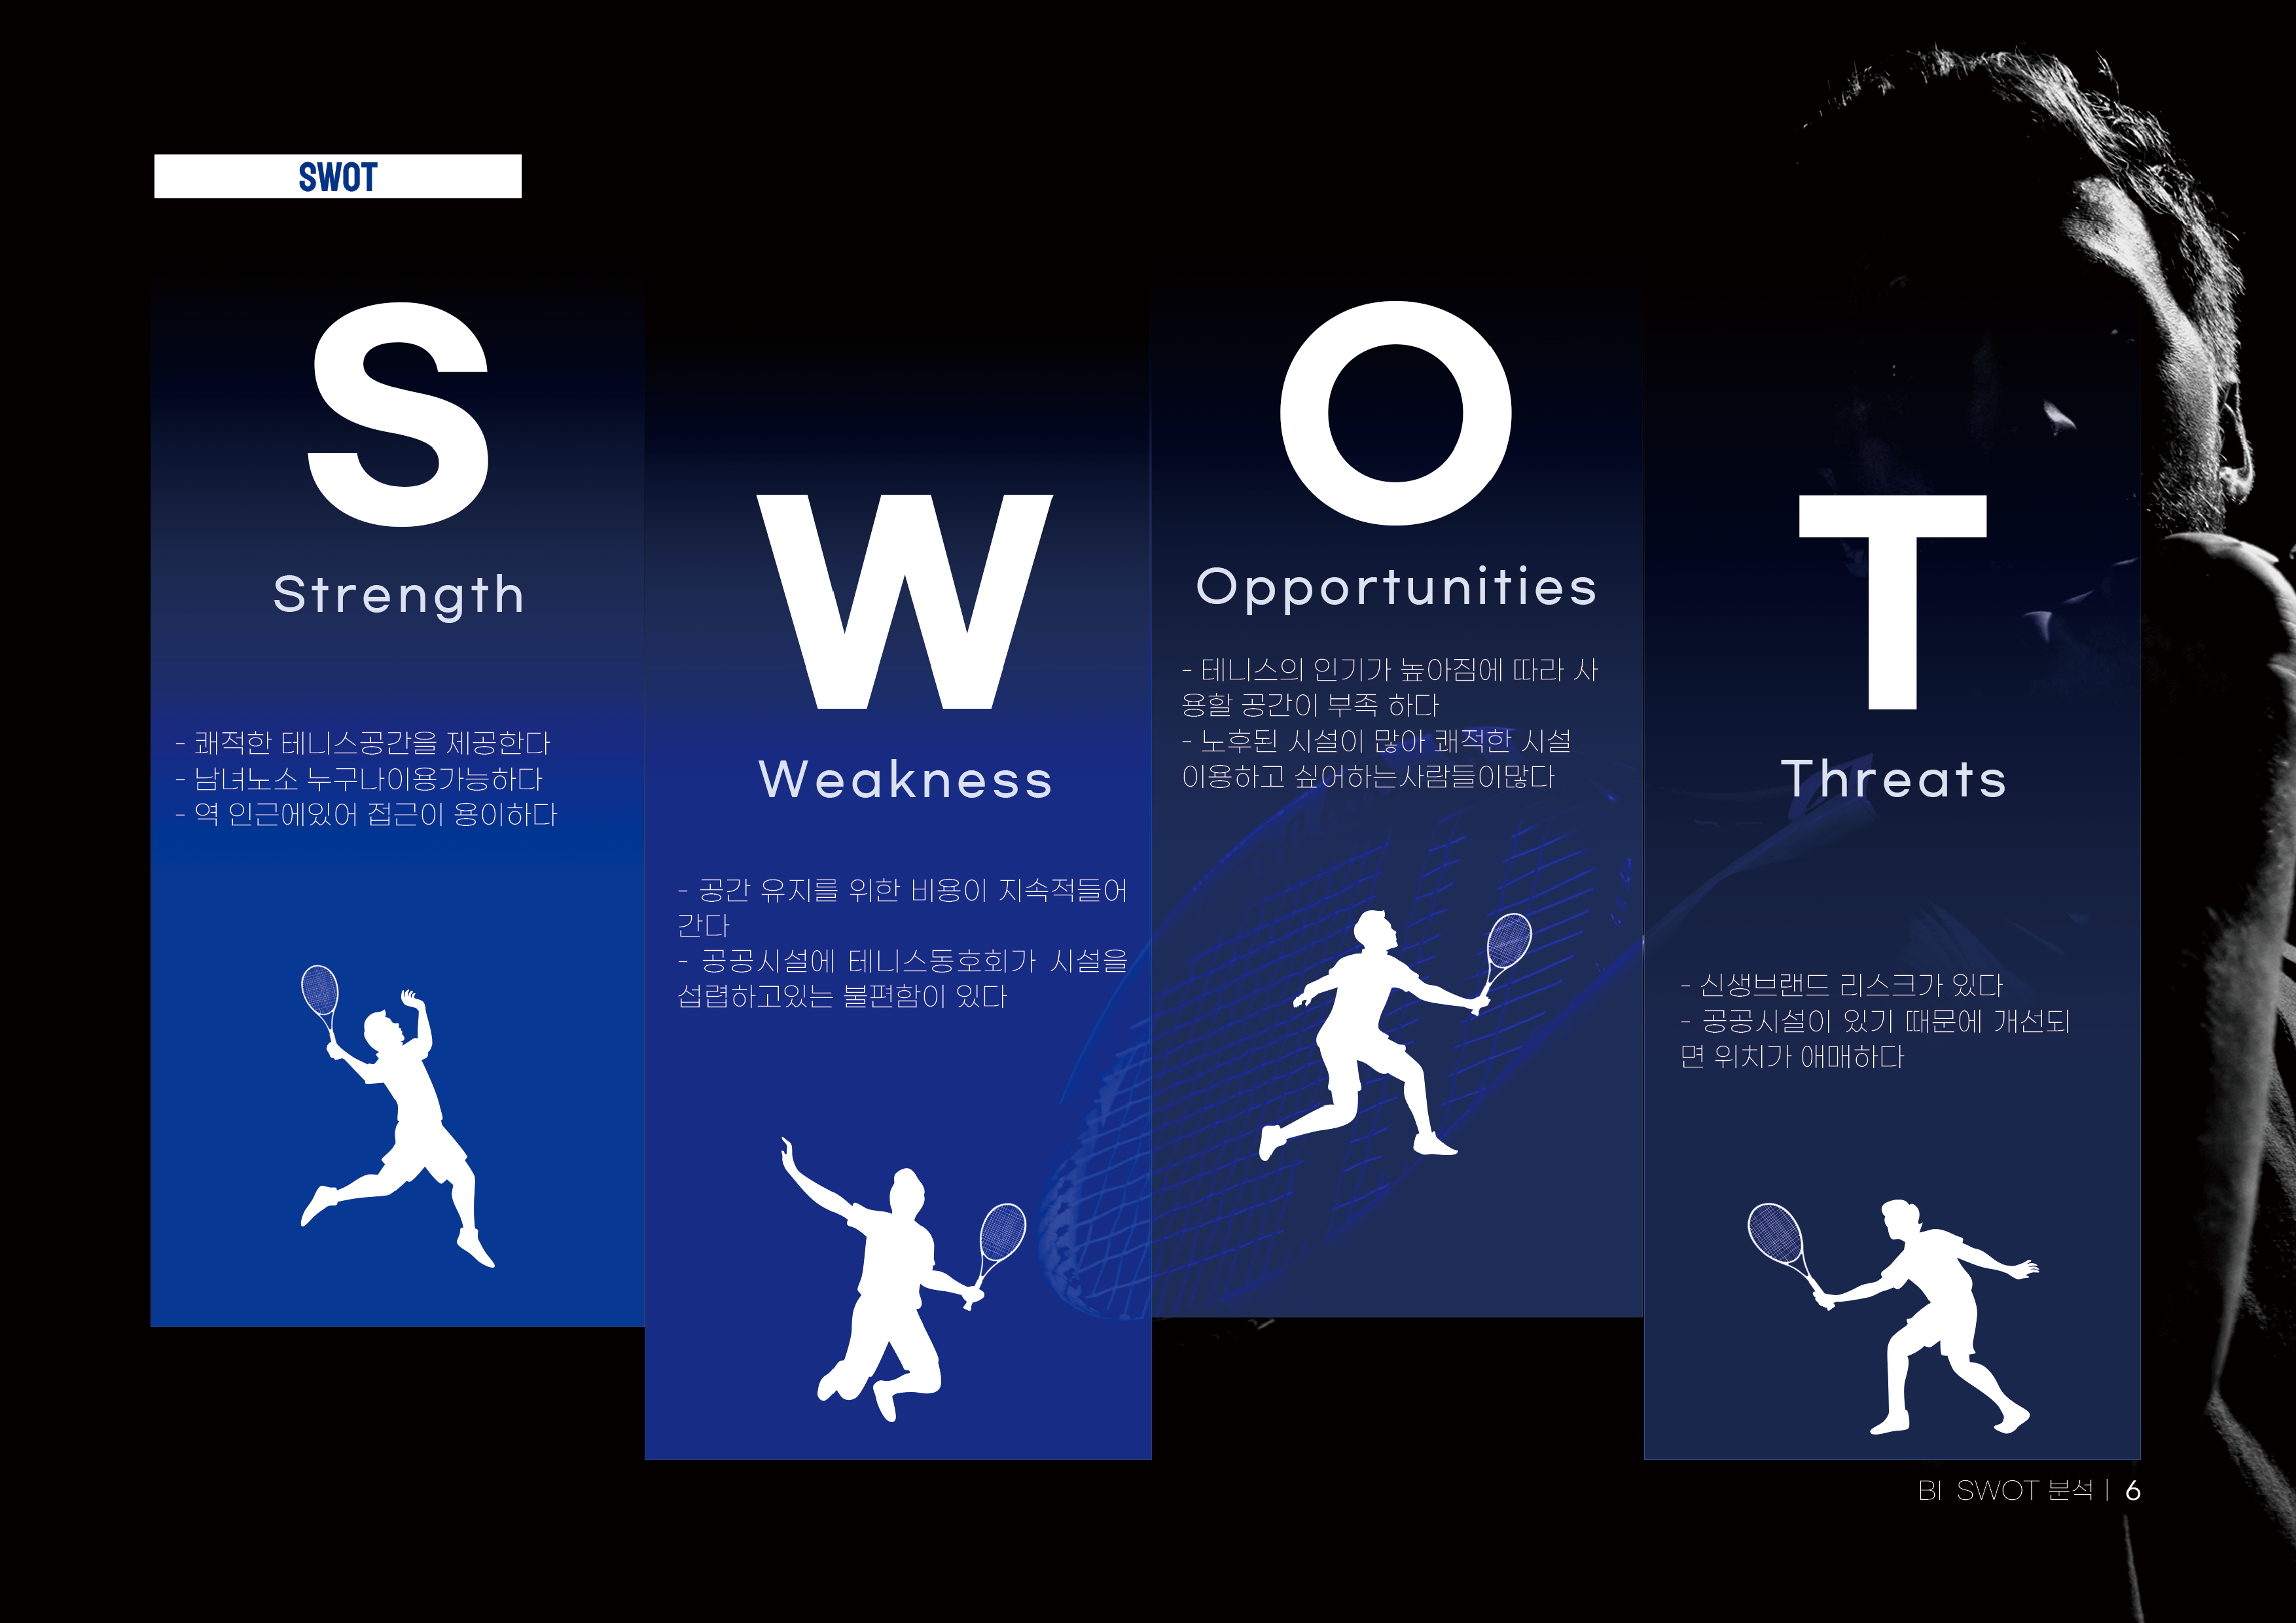 SWOT
S
Strength
- 쾌적한 테니스공간을 제공한다
- 남녀노소 누구나이용가능하다
- 역 인근에있어 접근이 용이하다
W
Weakness
- 공간 유지를 위한 비용이 지속적들어
간다
- 공공시설에 테니스동호회가 시설을
섭렵하고있는 불편함이 있다
O
Opportunities
- 테니스의 인기가 높아짐에 따라 사
용할 공간이 부족 하다
- 노후된 시설이 많아 쾌적한 시설
이용하고 싶어하는사람들이많다
T
Threats
- 신생브랜드 리스크가 있다
- 공공시설이 있기 때문에 개선되
면 위치가 애매하다
BI SWOT 분석 | 6